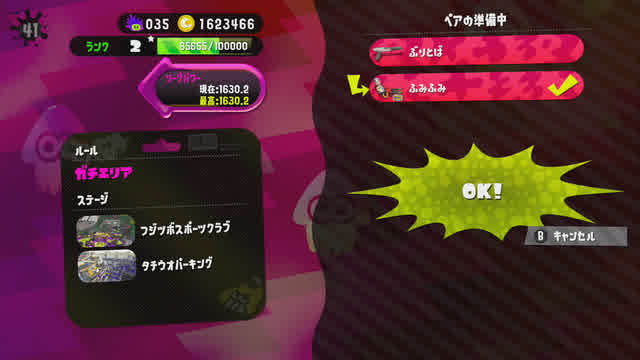 41
035
1623466
ランク
2
85655/100000
リーグパワー
現在:1630.2
最高:1630.2
ルール
ガチエリア
ステージ
フジツボスポーツクラブ
タチウオパーキング
ペアの準備中
ぷりとば
ふみふみ
OK!
B キャンセル